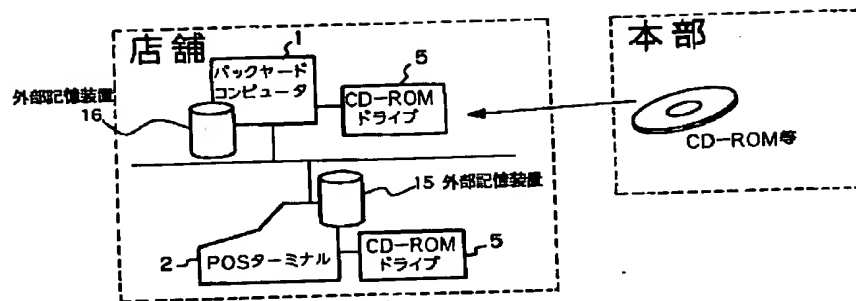 店舗
1
バックヤード
コンピュータ
5
CD-ROM
ドライブ
外部記憶装置
16
15 外部記憶装置
2
POSターミナル
CD-ROM
ドライブ
5
本部
CD-ROM等